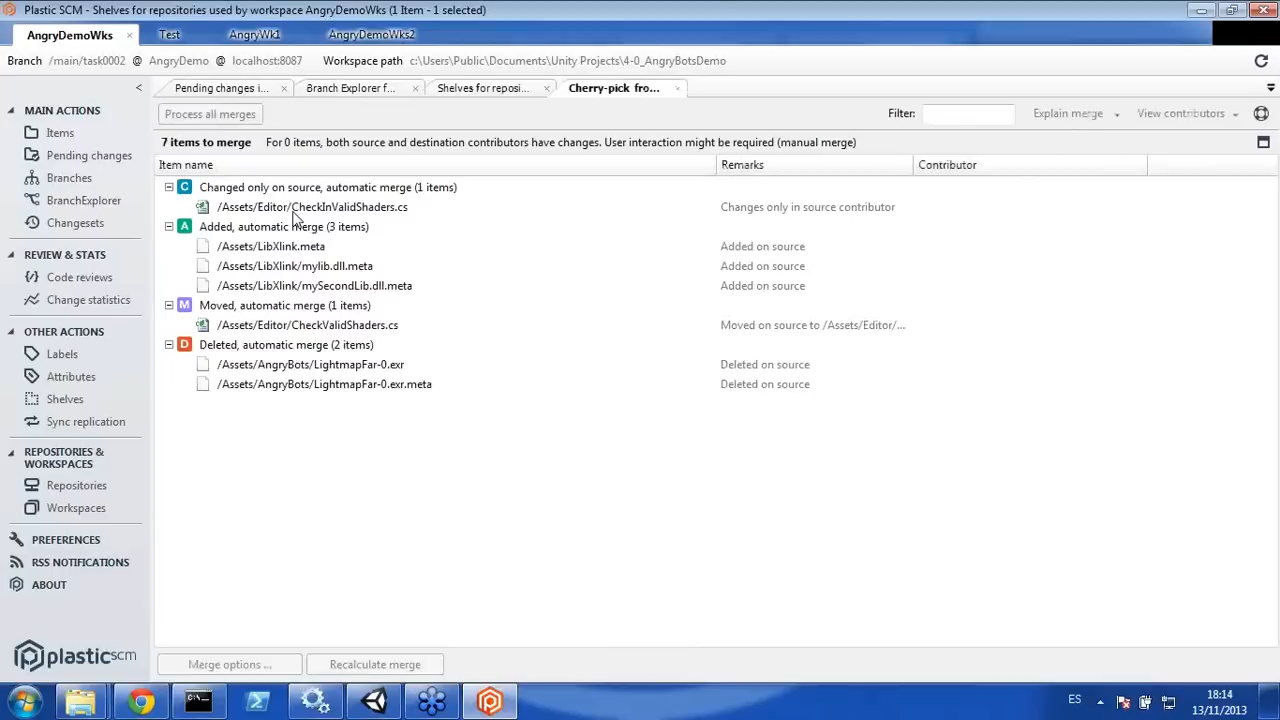 Plastic SCM - Shelves for repositories used by workspace AngryDemoWks (1 Item - 1 selected)
AngryDemoWks × Test AngryWk1 AngryDemoWks2
Branch /main/task0002 @ AngryDemo @ localhost:8087 Workspace path c:\Users\Public\Documents\Unity Projects\4-0_AngryBotsDemo
Pending changes i... × Branch Explorer f... × Shelves for reposi... × Cherry-pick fro... ×
MAIN ACTIONS
Items
Pending changes
Branches
BranchExplorer
Changesets
REVIEW & STATS
Code reviews
Change statistics
OTHER ACTIONS
Labels
Attributes
Shelves
Sync replication
REPOSITORIES &
WORKSPACES
Repositories
Workspaces
PREFERENCES
RSS NOTIFICATIONS
ABOUT
plasticscm
Process all merges Filter: Explain merge View contributors
7 items to merge For 0 items, both source and destination contributors have changes. User interaction might be required (manual merge)
Item name Remarks Contributor
C Changed only on source, automatic merge (1 items)
/Assets/Editor/CheckInValidShaders.cs Changes only in source contributor
A Added, automatic merge (3 items)
/Assets/LibXlink.meta Added on source
/Assets/LibXlink/mylib.dll.meta Added on source
/Assets/LibXlink/mySecondLib.dll.meta Added on source
M Moved, automatic merge (1 items)
/Assets/Editor/CheckValidShaders.cs Moved on source to /Assets/Editor/...
D Deleted, automatic merge (2 items)
/Assets/AngryBots/LightmapFar-0.exr Deleted on source
/Assets/AngryBots/LightmapFar-0.exr.meta Deleted on source
Merge options ... Recalculate merge
ES 18:14
13/11/2013